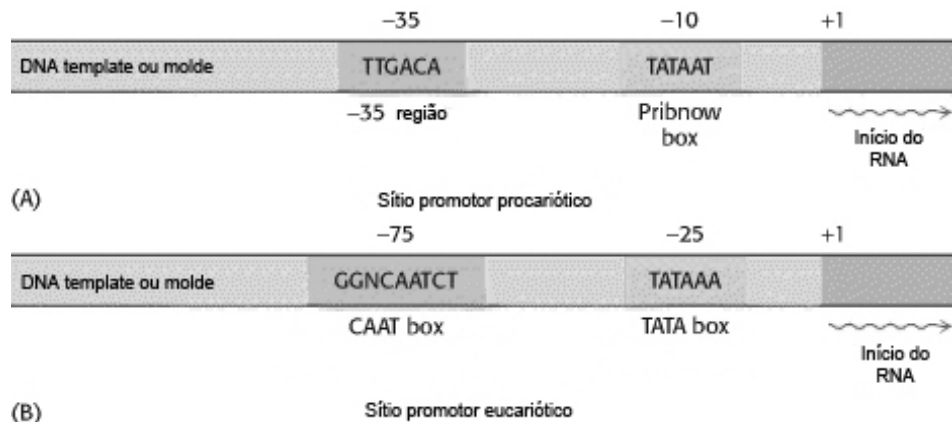 −35 −10 +1
DNA template ou molde TTGACA TATAAT
−35 região Pribnow box
Início do RNA
(A) Sítio promotor procariótico
−75 −25 +1
DNA template ou molde GGNCAATCT TATAAA
CAAT box TATA box
Início do RNA
(B) Sítio promotor eucariótico